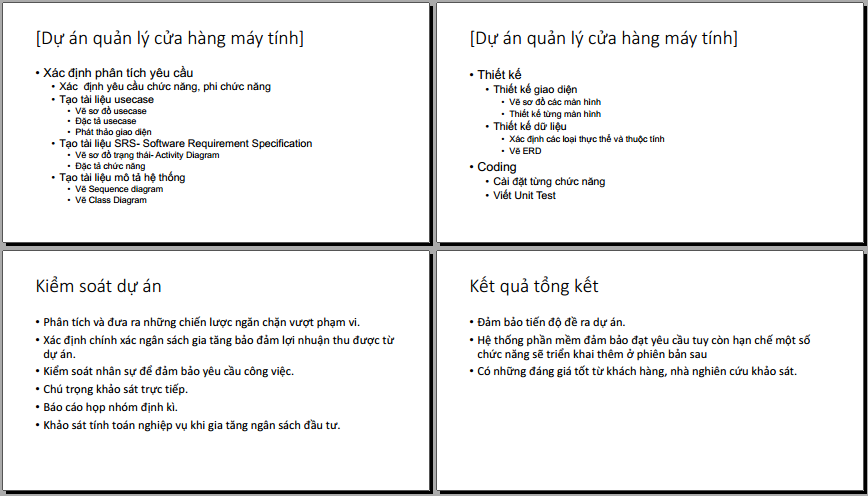 [Dự án quản lý cửa hàng máy tính]
• Xác định phân tích yêu cầu
• Xác định yêu cầu chức năng, phi chức năng
• Tạo tài liệu usecase
• Vẽ sơ đồ usecase
• Đặc tả usecase
• Phát thảo giao diện
• Tạo tài liệu SRS- Software Requirement Specification
• Vẽ sơ đồ trạng thái- Activity Diagram
• Đặc tả chức năng
• Tạo tài liệu mô tả hệ thống
• Vẽ Sequence diagram
• Vẽ Class Diagram
[Dự án quản lý cửa hàng máy tính]
• Thiết kế
• Thiết kế giao diện
• Vẽ sơ đồ các màn hình
• Thiết kế từng màn hình
• Thiết kế dữ liệu
• Xác định các loại thực thể và thuộc tính
• Vẽ ERD
• Coding
• Cài đặt từng chức năng
• Viết Unit Test
Kiểm soát dự án
• Phân tích và đưa ra những chiến lược ngăn chặn vượt phạm vi.
• Xác định chính xác ngân sách gia tăng bảo đảm lợi nhuận thu được từ
dự án.
• Kiểm soát nhân sự để đảm bảo yêu cầu công việc.
• Chú trọng khảo sát trực tiếp.
• Báo cáo họp nhóm định kì.
• Khảo sát tính toán nghiệp vụ khi gia tăng ngân sách đầu tư.
Kết quả tổng kết
• Đảm bảo tiến độ đề ra dự án.
• Hệ thống phần mềm đảm bảo đạt yêu cầu tuy còn hạn chế một số
chức năng sẽ triển khai thêm ở phiên bản sau
• Có những đáng giá tốt từ khách hàng, nhà nghiên cứu khảo sát.